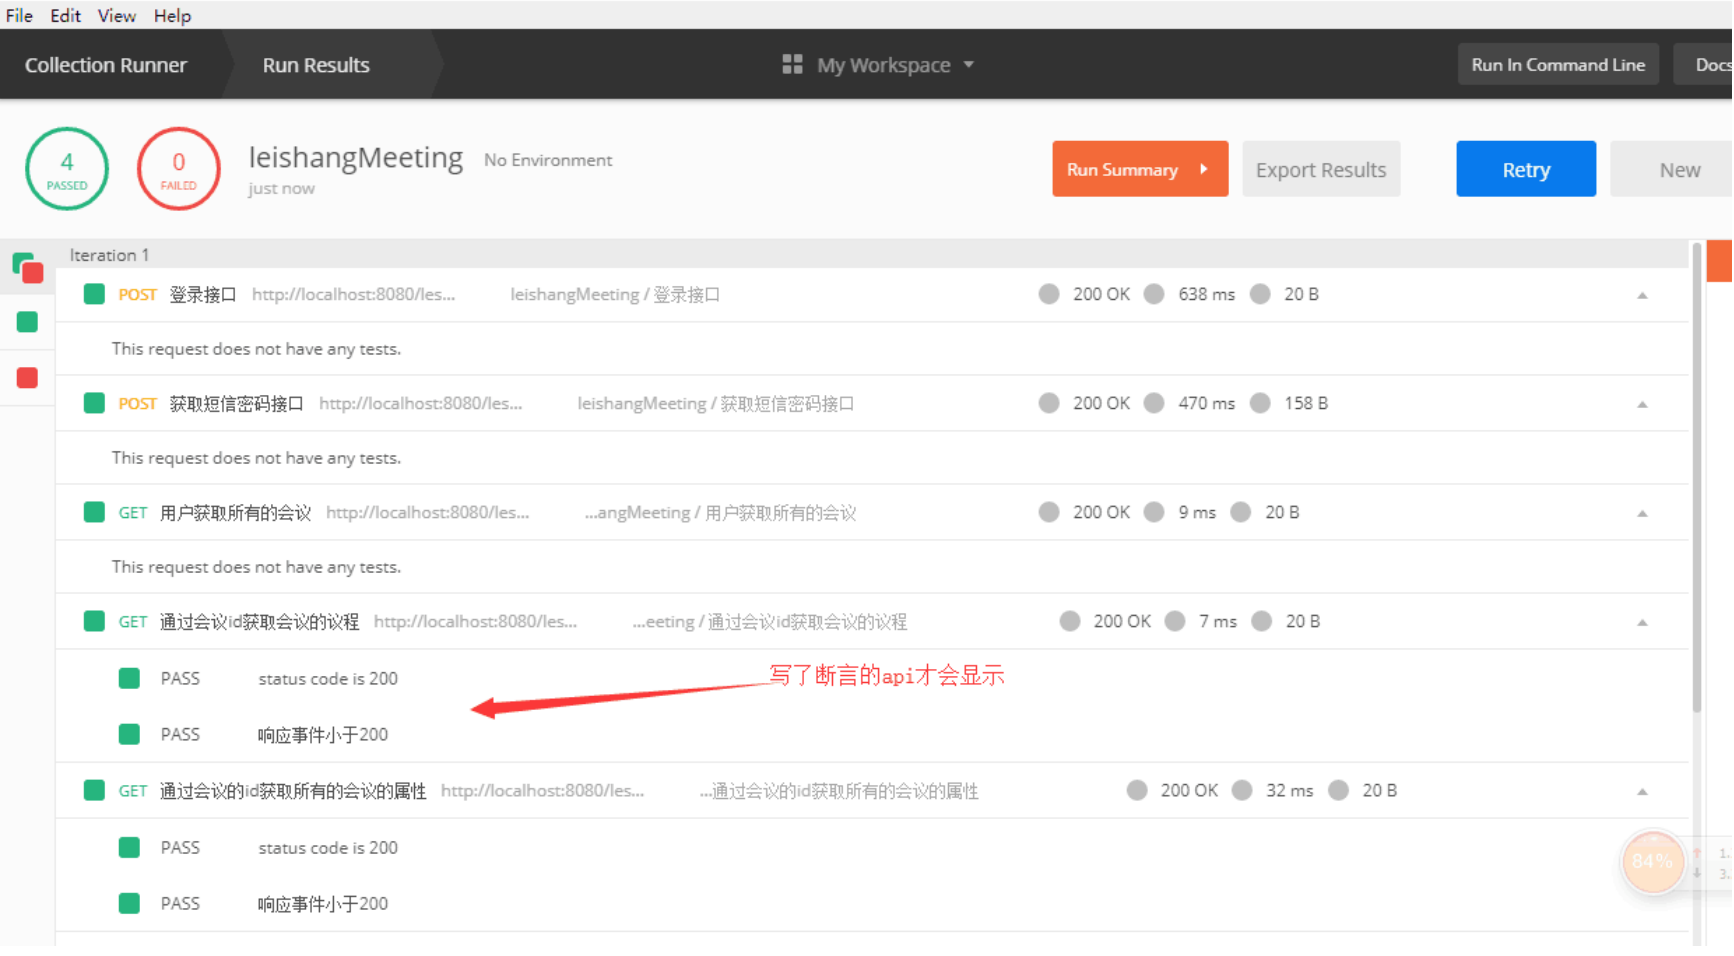 File Edit View Help
Collection Runner Run Results My Workspace Run In Command Line Docs
4 PASSED 0 FAILED leishangMeeting No Environment just now Run Summary Export Results Retry New
Iteration 1
POST 登录接口 http://localhost:8080/les... leishangMeeting / 登录接口 200 OK 638 ms 20 B
This request does not have any tests.
POST 获取短信密码接口 http://localhost:8080/les... leishangMeeting / 获取短信密码接口 200 OK 470 ms 158 B
This request does not have any tests.
GET 用户获取所有的会议 http://localhost:8080/les... ...angMeeting / 用户获取所有的会议 200 OK 9 ms 20 B
This request does not have any tests.
GET 通过会议id获取会议的议程 http://localhost:8080/les... ...eeting / 通过会议id获取会议的议程 200 OK 7 ms 20 B
PASS status code is 200 写了断言的api才会显示
PASS 响应事件小于200
GET 通过会议的id获取所有的会议的属性 http://localhost:8080/les... ...通过会议的id获取所有的会议的属性 200 OK 32 ms 20 B
PASS status code is 200
84% 1.
3.
PASS 响应事件小于200